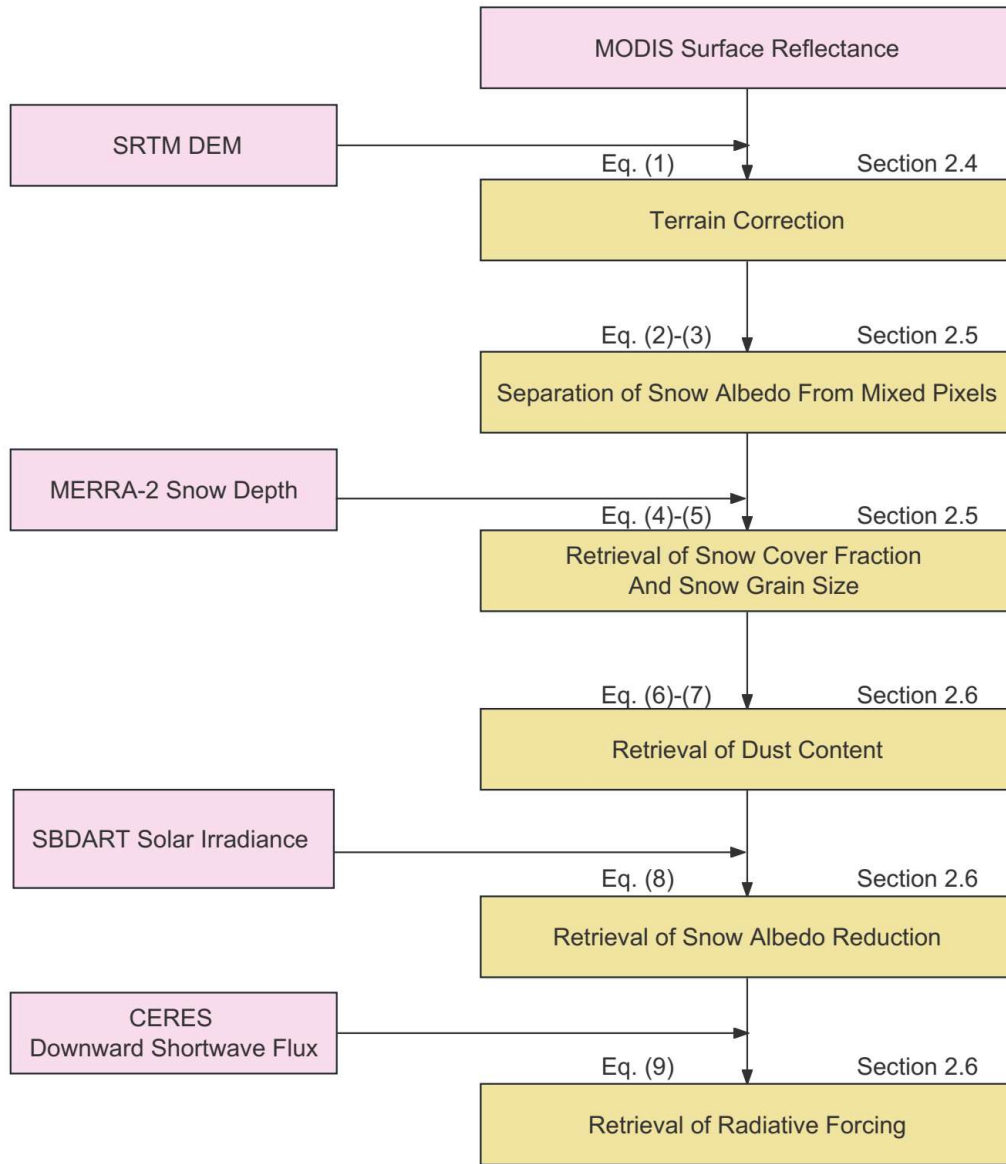 MODIS Surface Reflectance
SRTM DEM
Eq. (1) Section 2.4
Terrain Correction
Eq. (2)-(3) Section 2.5
Separation of Snow Albedo From Mixed Pixels
MERRA-2 Snow Depth
Eq. (4)-(5) Section 2.5
Retrieval of Snow Cover Fraction
And Snow Grain Size
Eq. (6)-(7) Section 2.6
Retrieval of Dust Content
SBDART Solar Irradiance
Eq. (8) Section 2.6
Retrieval of Snow Albedo Reduction
CERES
Downward Shortwave Flux
Eq. (9) Section 2.6
Retrieval of Radiative Forcing